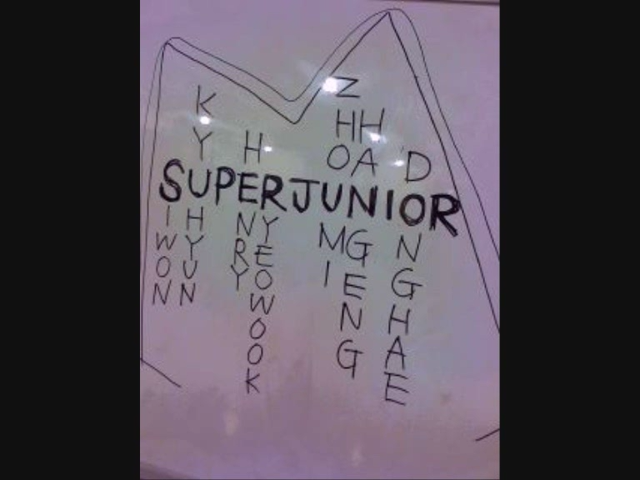 SUPERJUNIOR
SIWON
KYUHYUN
HENRY
RYEOWOOK
ZHOUMI
HANGENG
DONGHAE